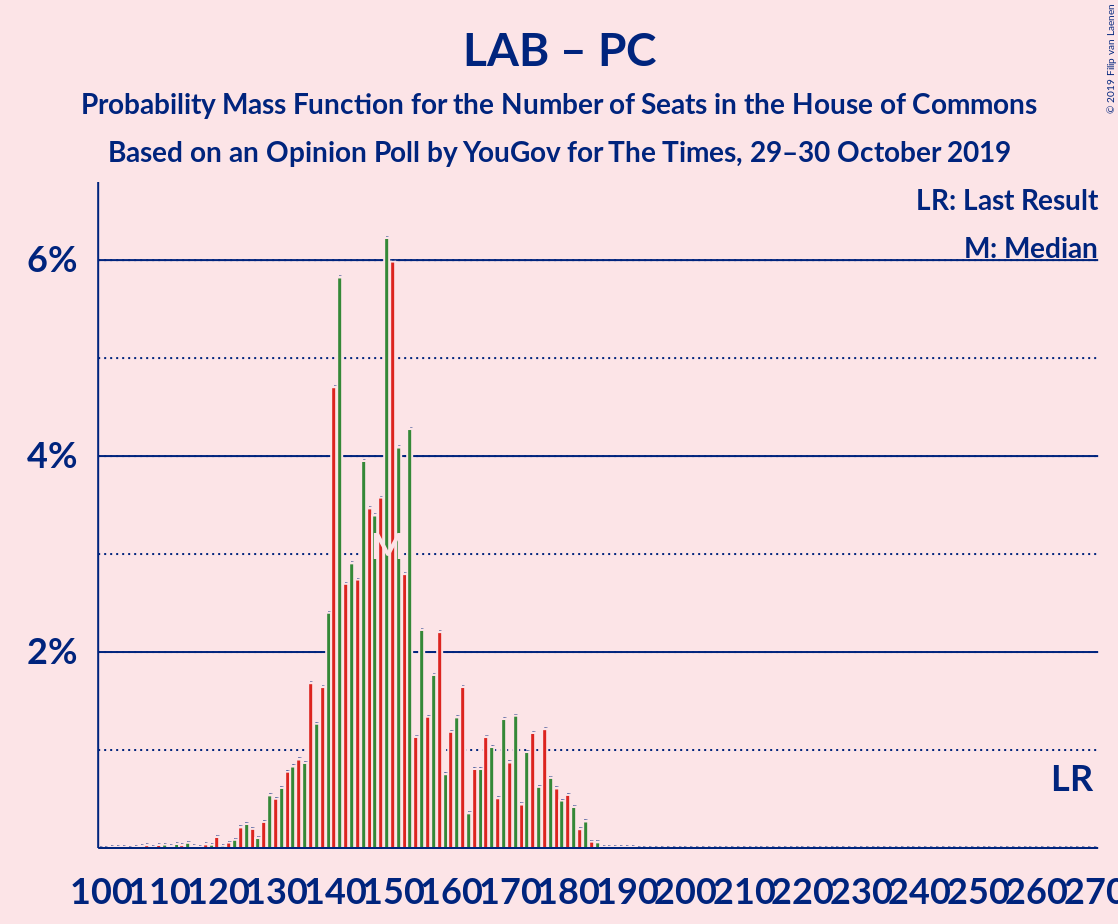 © 2019 Filip van Laenen
LAB – PC
Probability Mass Function for the Number of Seats in the House of Commons
Based on an Opinion Poll by YouGov for The Times, 29–30 October 2019
LR: Last Result
M: Median
6%
4%
M
2%
LR
100 110 120 130 140 150 160 170 180 190 200 210 220 230 240 250 260 270